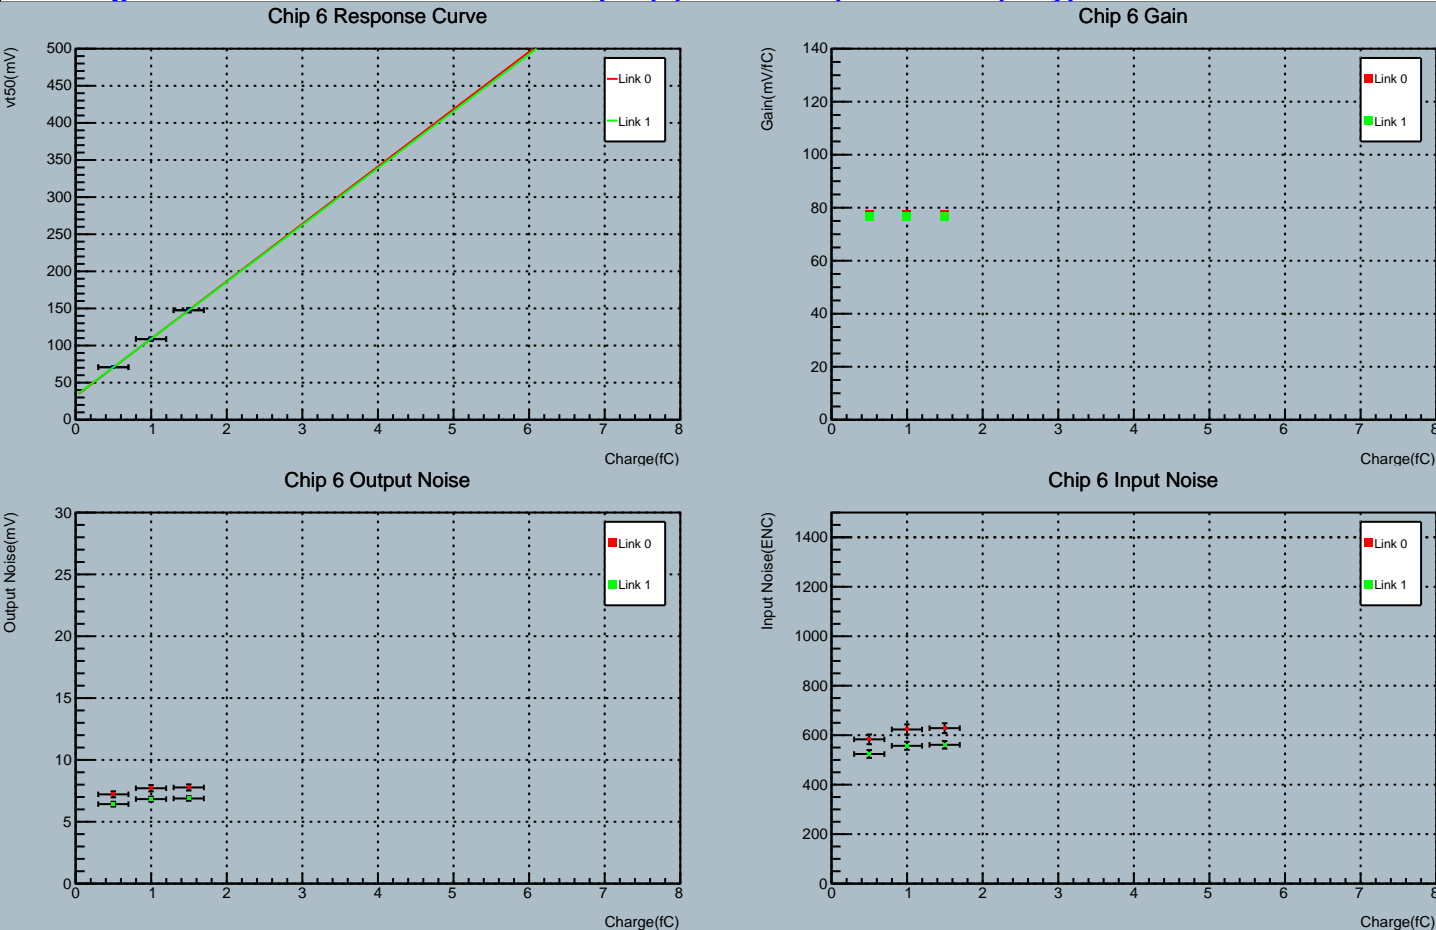 Chip 6 Response Curve
vt50(mV)
500
450
400
350
300
250
200
150
100
50
0
0 1 2 3 4 5 6 7 8
Charge(fC)
Link 0
Link 1
Chip 6 Gain
Gain(mV/fC)
140
120
100
80
60
40
20
0
0 1 2 3 4 5 6 7 8
Charge(fC)
Link 0
Link 1
Chip 6 Output Noise
Output Noise(mV)
30
25
20
15
10
5
0
0 1 2 3 4 5 6 7 8
Charge(fC)
Link 0
Link 1
Chip 6 Input Noise
Input Noise(ENC)
1400
1200
1000
800
600
400
200
0
0 1 2 3 4 5 6 7 8
Charge(fC)
Link 0
Link 1